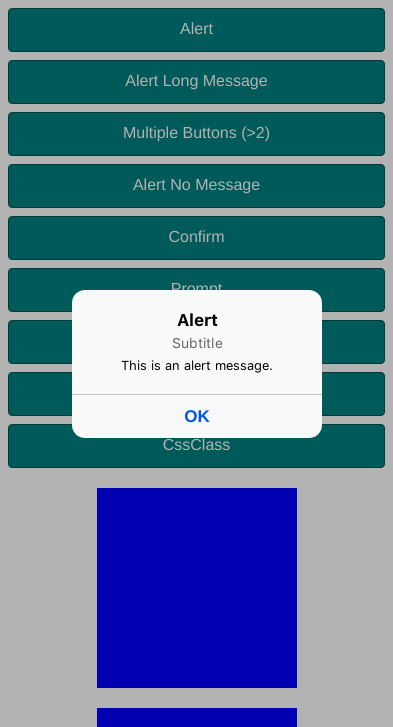 Alert
Alert Long Message
Multiple Buttons (>2)
Alert No Message
Confirm
Prompt
Alert
Subtitle
This is an alert message.
OK
CssClass